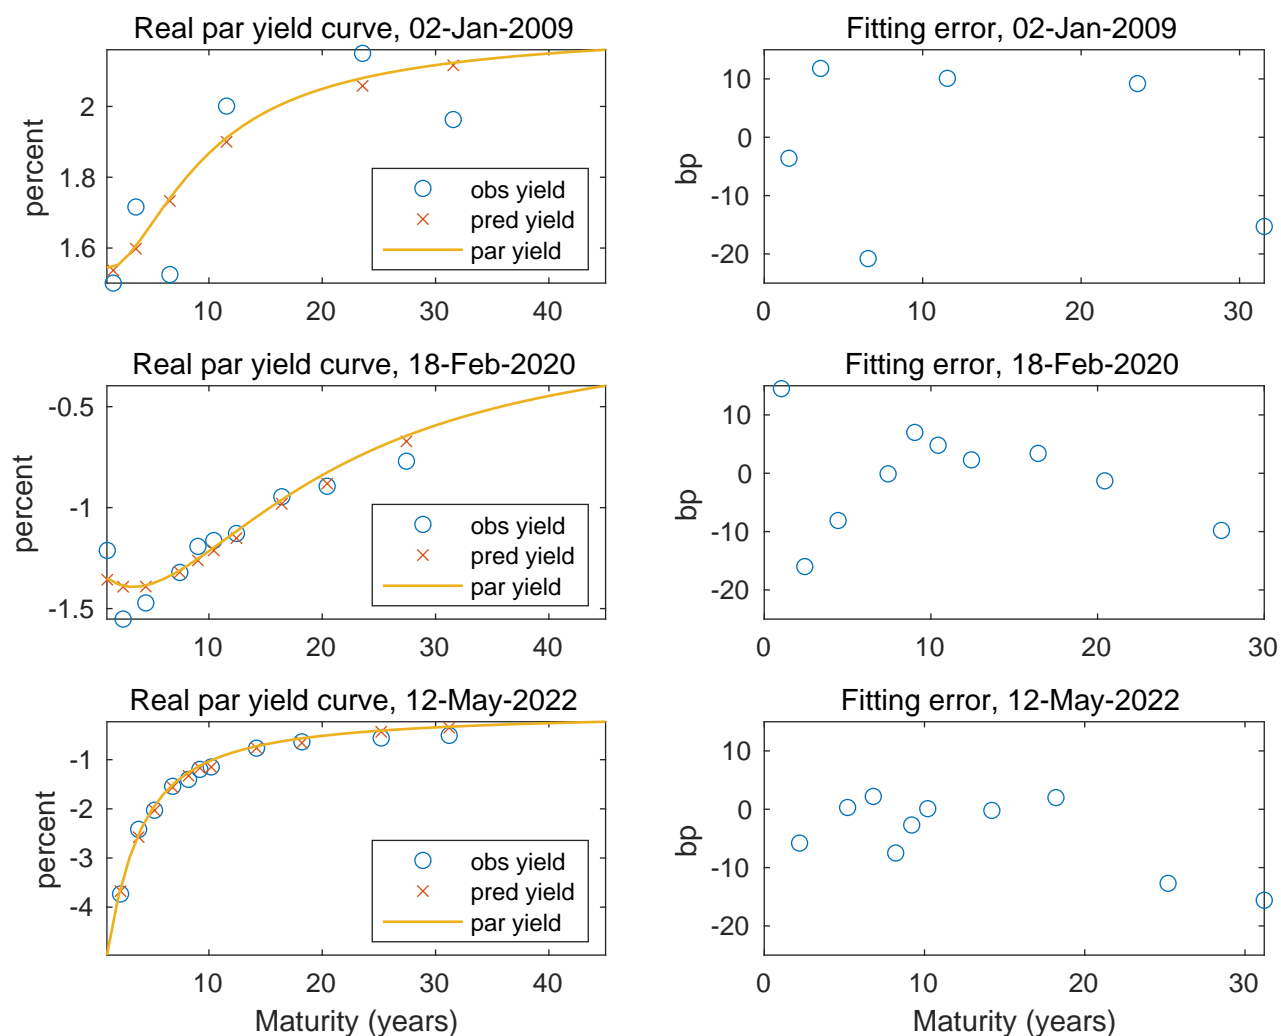 Real par yield curve, 02-Jan-2009
percent
2
1.8
1.6
10
20
30
40
obs yield
pred yield
par yield
Fitting error, 02-Jan-2009
bp
10
0
-10
-20
0
10
20
30
Real par yield curve, 18-Feb-2020
percent
-0.5
-1
-1.5
10
20
30
40
obs yield
pred yield
par yield
Fitting error, 18-Feb-2020
bp
10
0
-10
-20
0
10
20
30
Real par yield curve, 12-May-2022
percent
-1
-2
-3
-4
10
20
30
40
obs yield
pred yield
par yield
Maturity (years)
Fitting error, 12-May-2022
bp
10
0
-10
-20
0
10
20
30
Maturity (years)